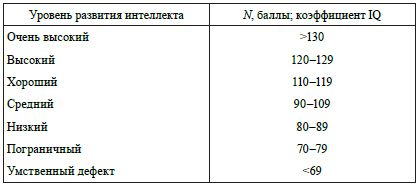 Уровень развития интеллекта N, баллы; коэффициент IQ
Очень высокий >130
Высокий 120–129
Хороший 110–119
Средний 90–109
Низкий 80–89
Пограничный 70–79
Умственный дефект <69